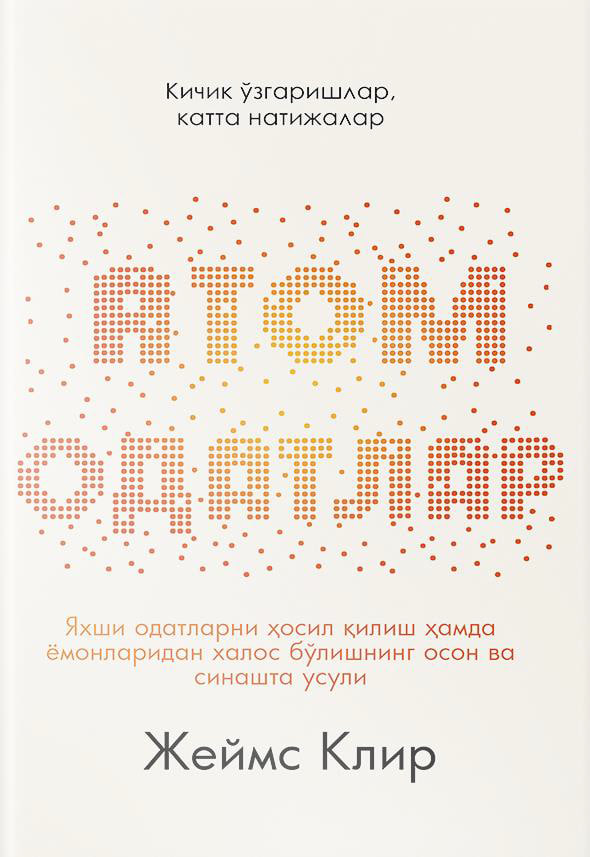 Кичик ўзгаришлар,
катта натижалар
АТОМ
ОДАТЛАР
Яхши одатларни ҳосил қилиш ҳамда
ёмонларидан халос бўлишнинг осон ва
синашта усули
Жеймс Клир